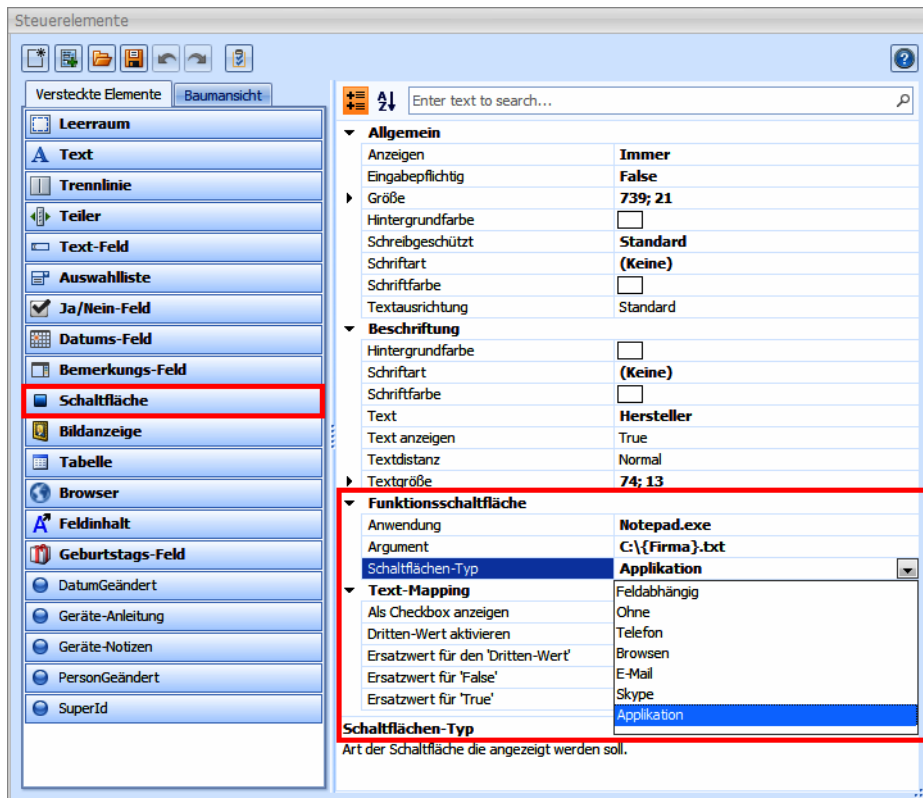 Steuerelemente
Versteckte Elemente
Baumansicht
Leerraum
Text
Trennlinie
Teiler
Text-Feld
Auswahlliste
Ja/Nein-Feld
Datums-Feld
Bemerkungs-Feld
Schaltfläche
Bildanzeige
Tabelle
Browser
Feldinhalt
Geburtstags-Feld
DatumGeändert
Geräte-Anleitung
Geräte-Notizen
PersonGeändert
SuperId
Enter text to search...
Allgemein
Anzeigen Immer
Eingabepflichtig False
Größe 739; 21
Hintergrundfarbe
Schreibgeschützt Standard
Schriftart (Keine)
Schriftfarbe
Textausrichtung Standard
Beschriftung
Hintergrundfarbe
Schriftart (Keine)
Schriftfarbe
Text Hersteller
Text anzeigen True
Textdistanz Normal
Textgröße 74; 13
Funktionsschaltfläche
Anwendung Notepad.exe
Argument C:\{Firma}.txt
Schaltflächen-Typ Applikation
Text-Mapping Feldabhängig
Als Checkbox anzeigen Ohne
Dritten-Wert aktivieren Telefon
Ersatzwert für den 'Dritten-Wert' Browsen
Ersatzwert für 'False' E-Mail
Ersatzwert für 'True' Skype
Applikation
Schaltflächen-Typ
Art der Schaltfläche die angezeigt werden soll.